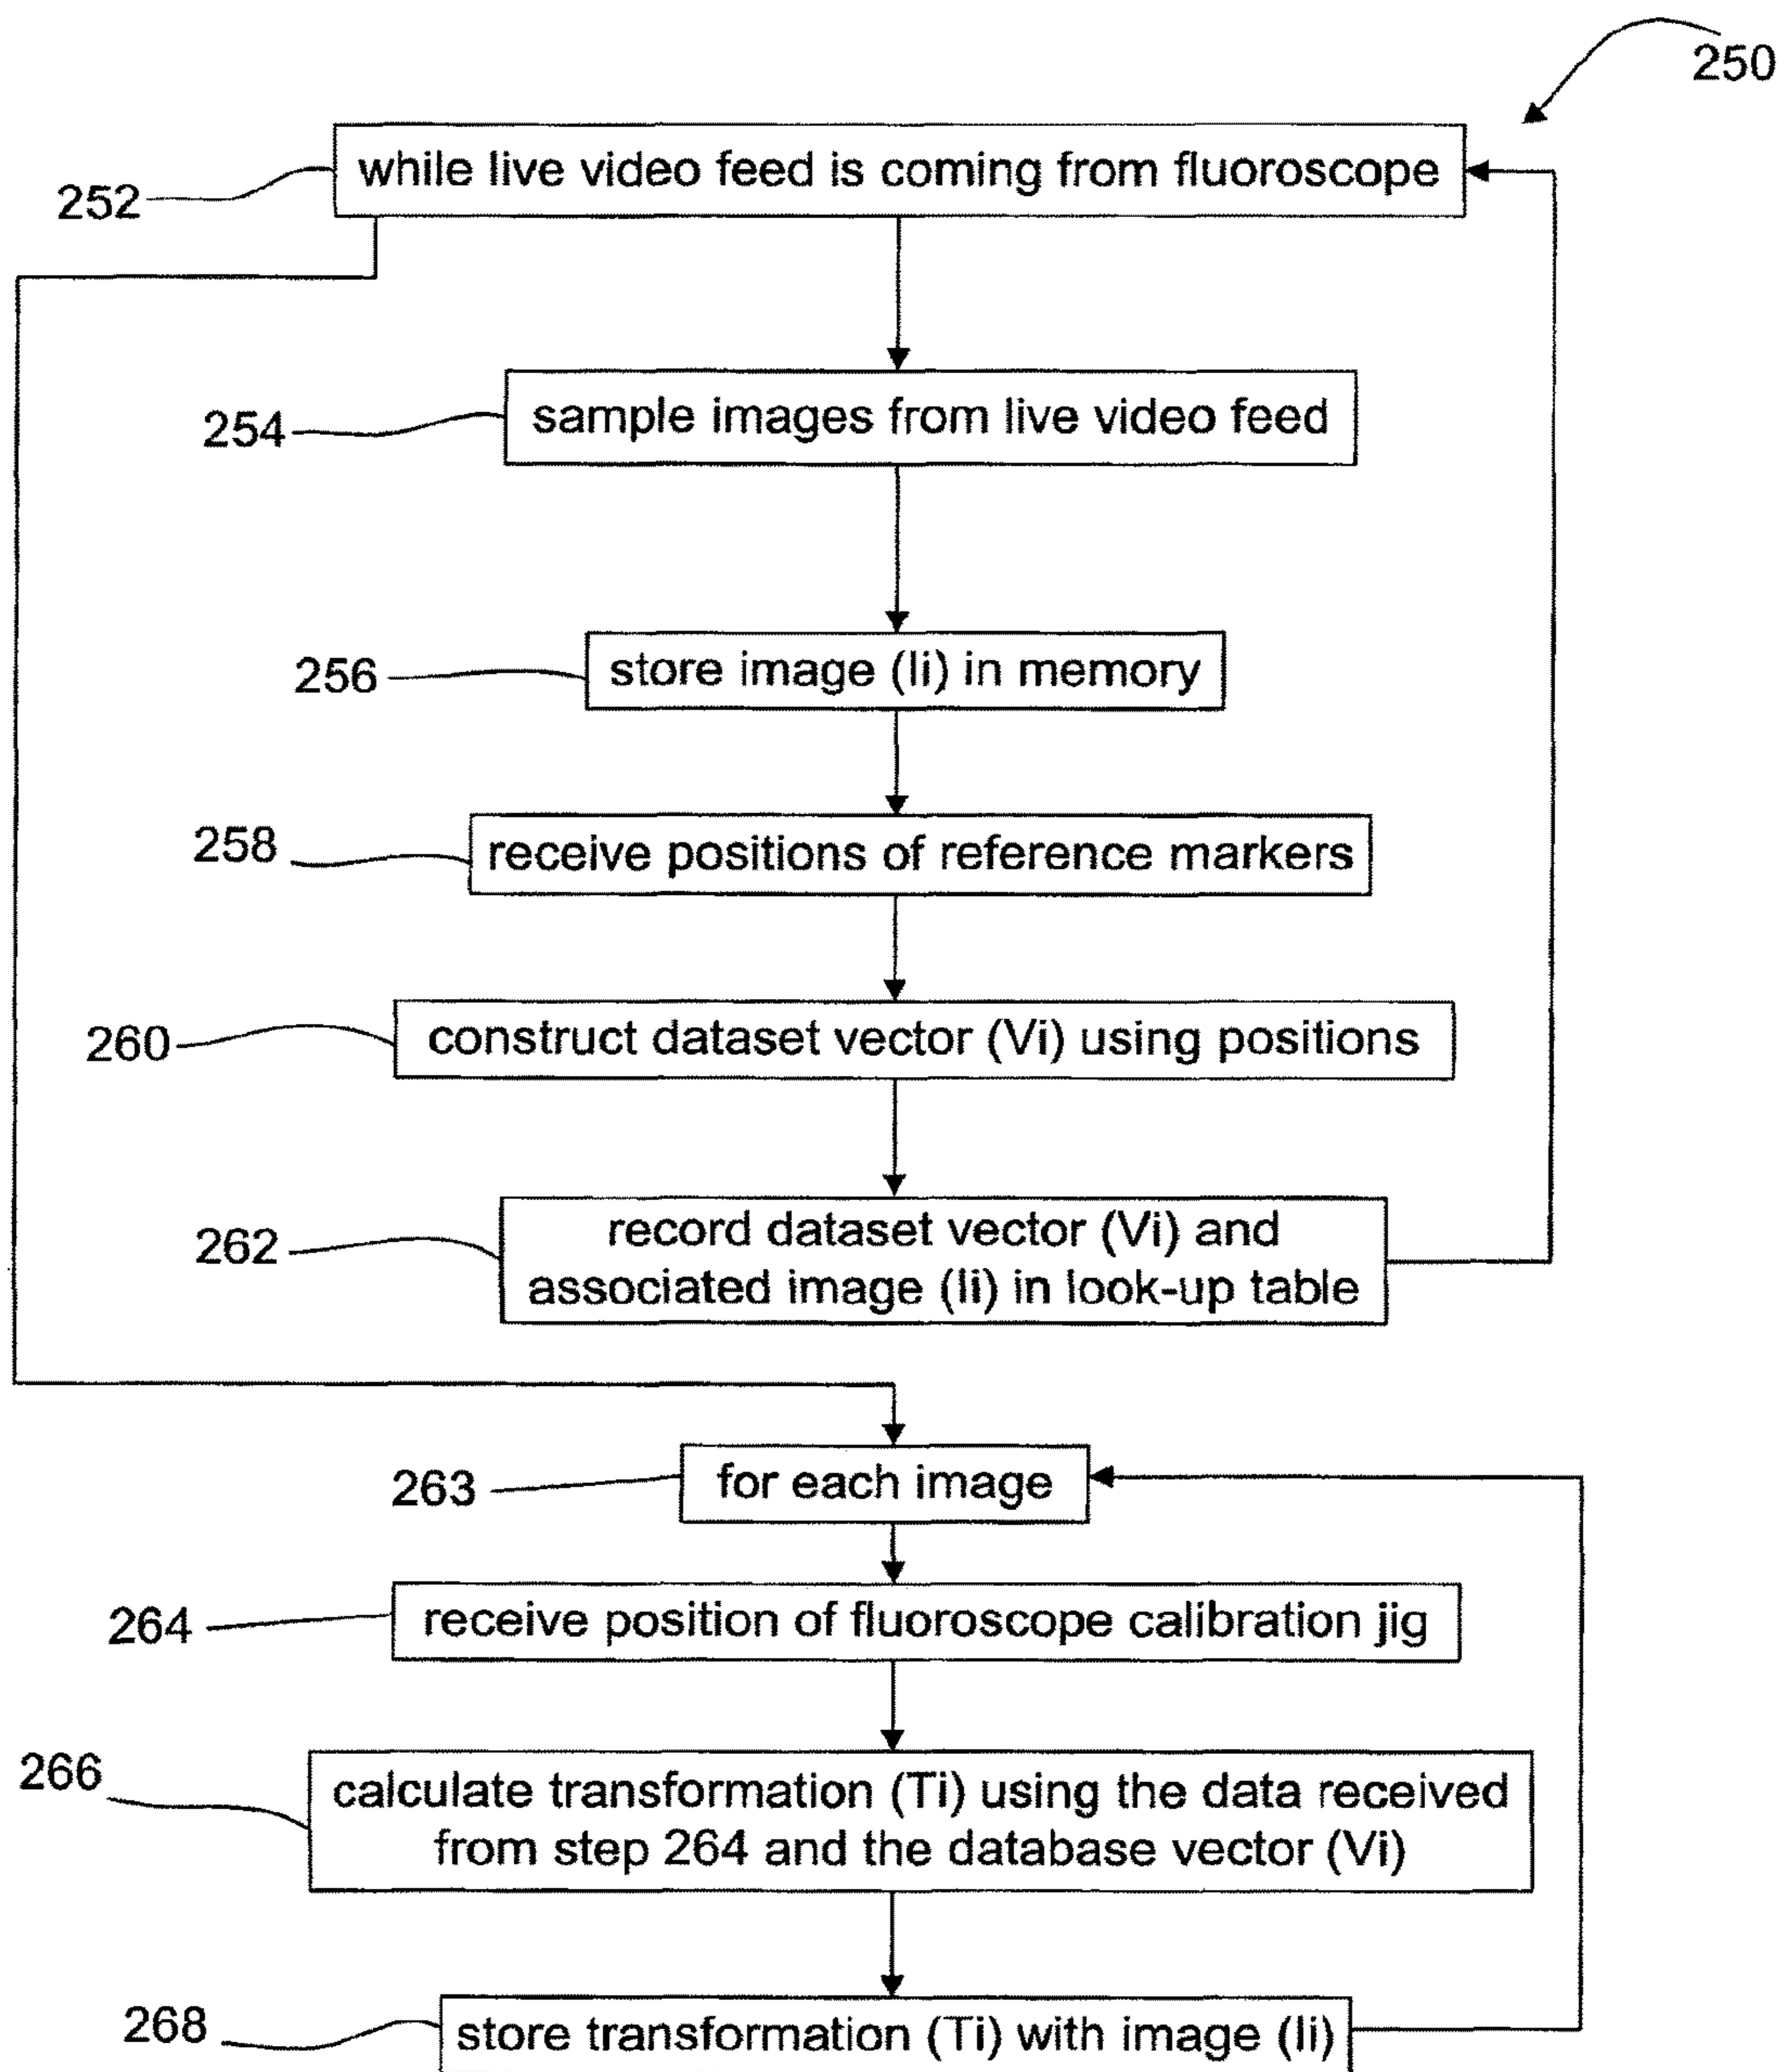 250
252
while live video feed is coming from fluoroscope
254
sample images from live video feed
256
store image (Ii) in memory
258
receive positions of reference markers
260
construct dataset vector (Vi) using positions
262
record dataset vector (Vi) and
associated image (Ii) in look-up table
263
for each image
264
receive position of fluoroscope calibration jig
266
calculate transformation (Ti) using the data received
from step 264 and the database vector (Vi)
268
store transformation (Ti) with image (Ii)